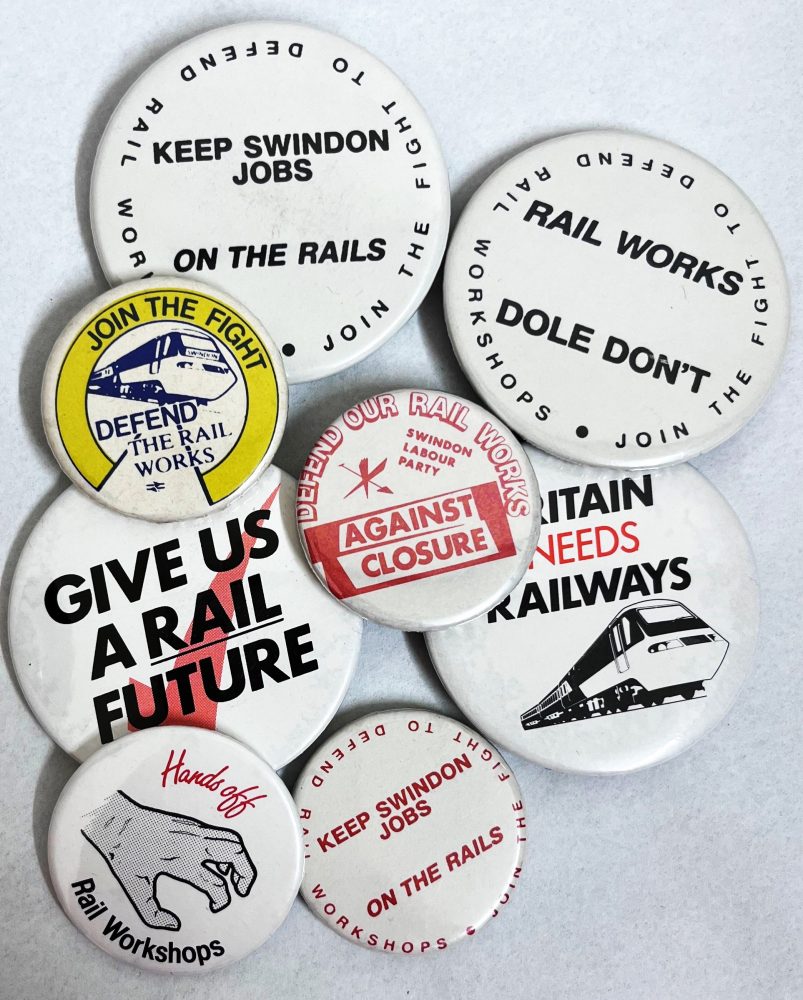 KEEP SWINDON
JOBS
ON THE RAILS
JOIN THE FIGHT TO DEFEND RAIL WOR
RAIL WORKS
DOLE DON'T
JOIN THE FIGHT TO DEFEND RAIL WORKSHOPS
JOIN THE FIGHT
SWINDON
DEFEND
THE RAIL
WORKS
DEFEND OUR RAIL WORKS
SWINDON
LABOUR
PARTY
AGAINST
CLOSURE
GIVE US
A RAIL
FUTURE
RITAIN
NEEDS
RAILWAYS
Hands off
Rail Workshops
KEEP SWINDON
JOBS
ON THE RAILS
JOIN THE FIGHT TO DEFEND RAIL WORKSHOPS